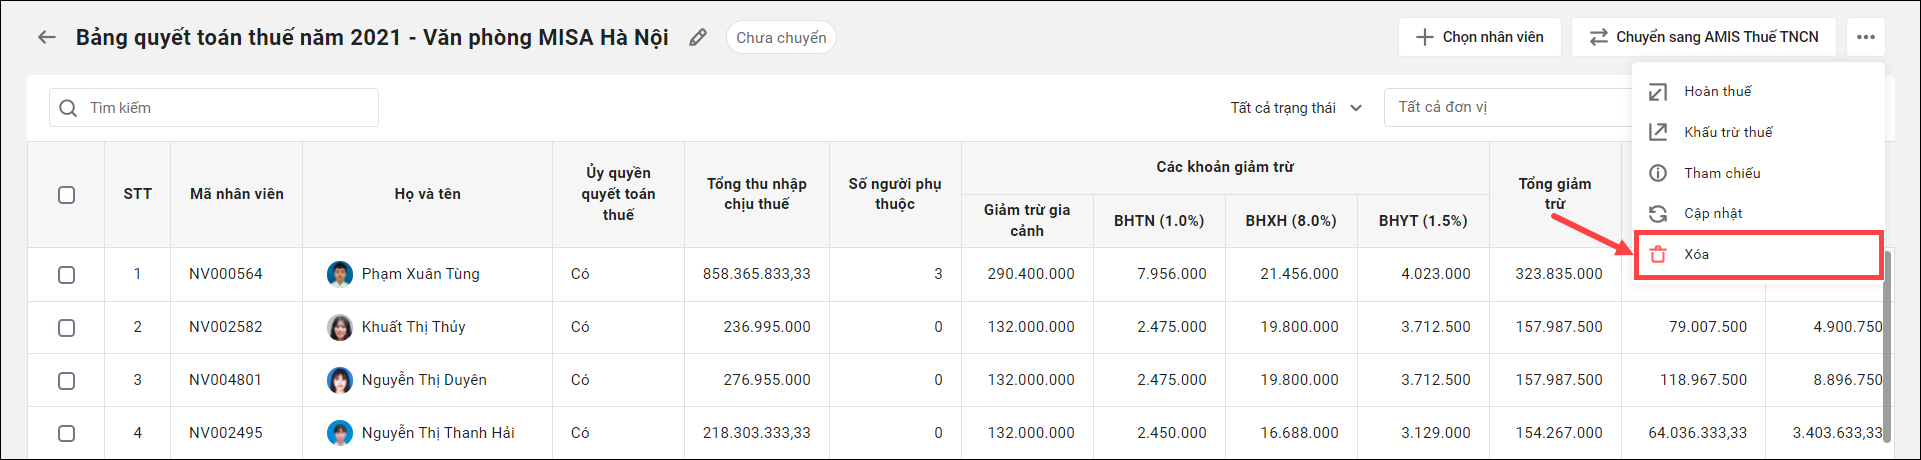 Bảng quyết toán thuế năm 2021 - Văn phòng MISA Hà Nội
Chưa chuyển
Chọn nhân viên
Chuyển sang AMIS Thuế TNCN
Tìm kiếm
Tất cả trạng thái
Tất cả đơn vị
Hoàn thuế
Khấu trừ thuế
Tham chiếu
Cập nhật
Xóa
STT
Mã nhân viên
Họ và tên
Ủy quyền
quyết toán
thuế
Tổng thu nhập
chịu thuế
Số người phụ
thuộc
Các khoản giảm trừ
Giảm trừ gia
cảnh
BHTN (1.0%)
BHXH (8.0%)
BHYT (1.5%)
Tổng giảm
trừ
1 NV000564 Phạm Xuân Tùng Có 858.365.833,33 3 290.400.000 7.956.000 21.456.000 4.023.000 323.835.000
2 NV002582 Khuất Thị Thủy Có 236.995.000 0 132.000.000 2.475.000 19.800.000 3.712.500 157.987.500 79.007.500 4.900.750
3 NV004801 Nguyễn Thị Duyên Có 276.955.000 0 132.000.000 2.475.000 19.800.000 3.712.500 157.987.500 118.967.500 8.896.750
4 NV002495 Nguyễn Thị Thanh Hải Có 218.303.333,33 0 132.000.000 2.450.000 16.688.000 3.129.000 154.267.000 64.036.333,33 3.403.633,33